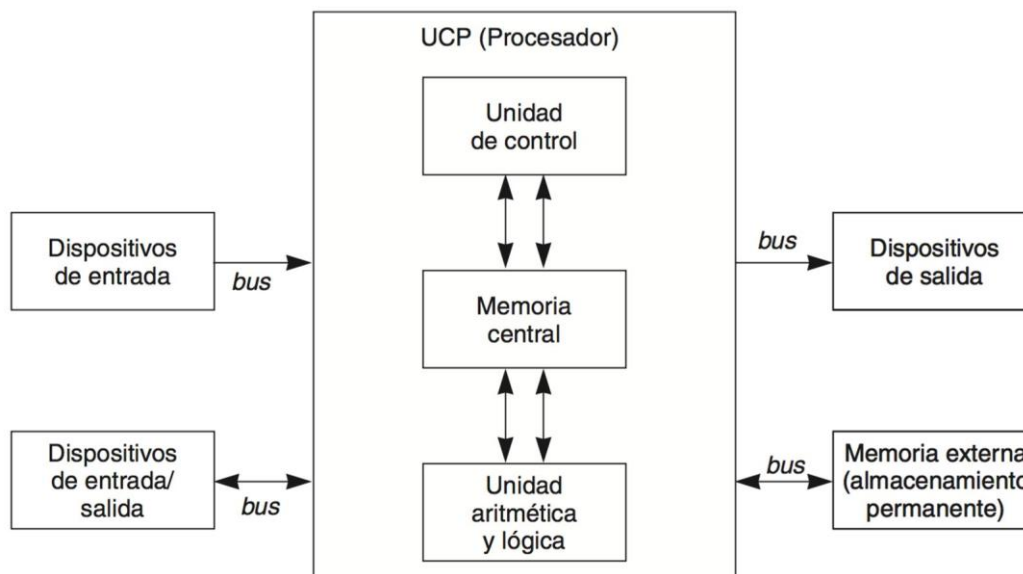 UCP (Procesador)
Unidad
de control
Dispositivos
de entrada
bus
bus
Dispositivos
de salida
Memoria
central
Dispositivos
de entrada/
salida
bus
Unidad
aritmética
y lógica
bus
Memoria externa
(almacenamiento
permanente)